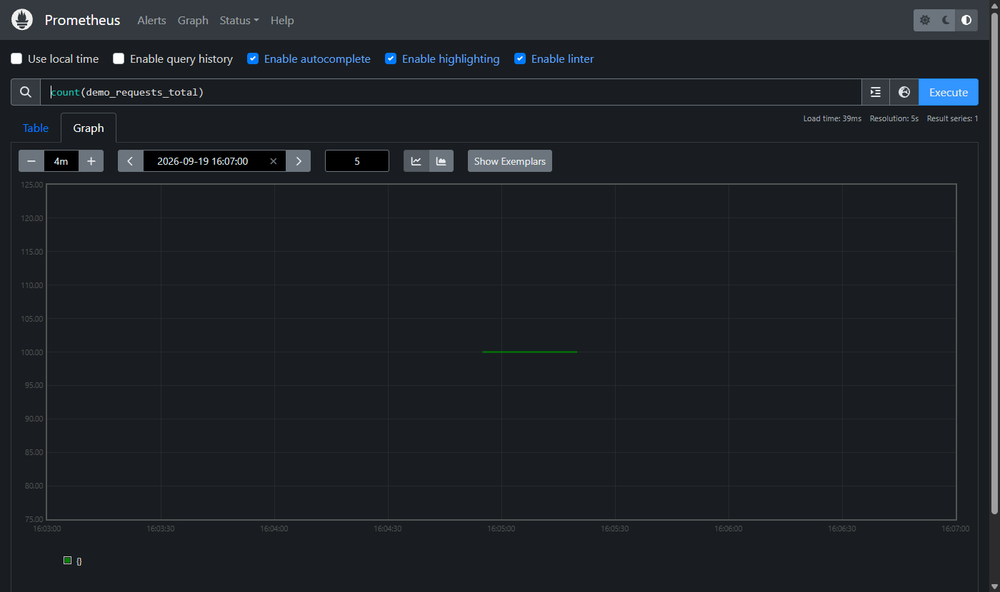 Prometheus Alerts Graph Status Help
Use local time Enable query history Enable autocomplete Enable highlighting Enable linter
count(demo_requests_total)
Execute
Load time: 39ms Resolution: 5s Result series: 1
Table Graph
4m 2026-09-19 16:07:00 5 Show Exemplars
125.00
120.00
115.00
110.00
105.00
100.00
95.00
90.00
85.00
80.00
75.00
16:03:00 16:03:30 16:04:00 16:04:30 16:05:00 16:05:30 16:06:00 16:06:30 16:07:00
{}